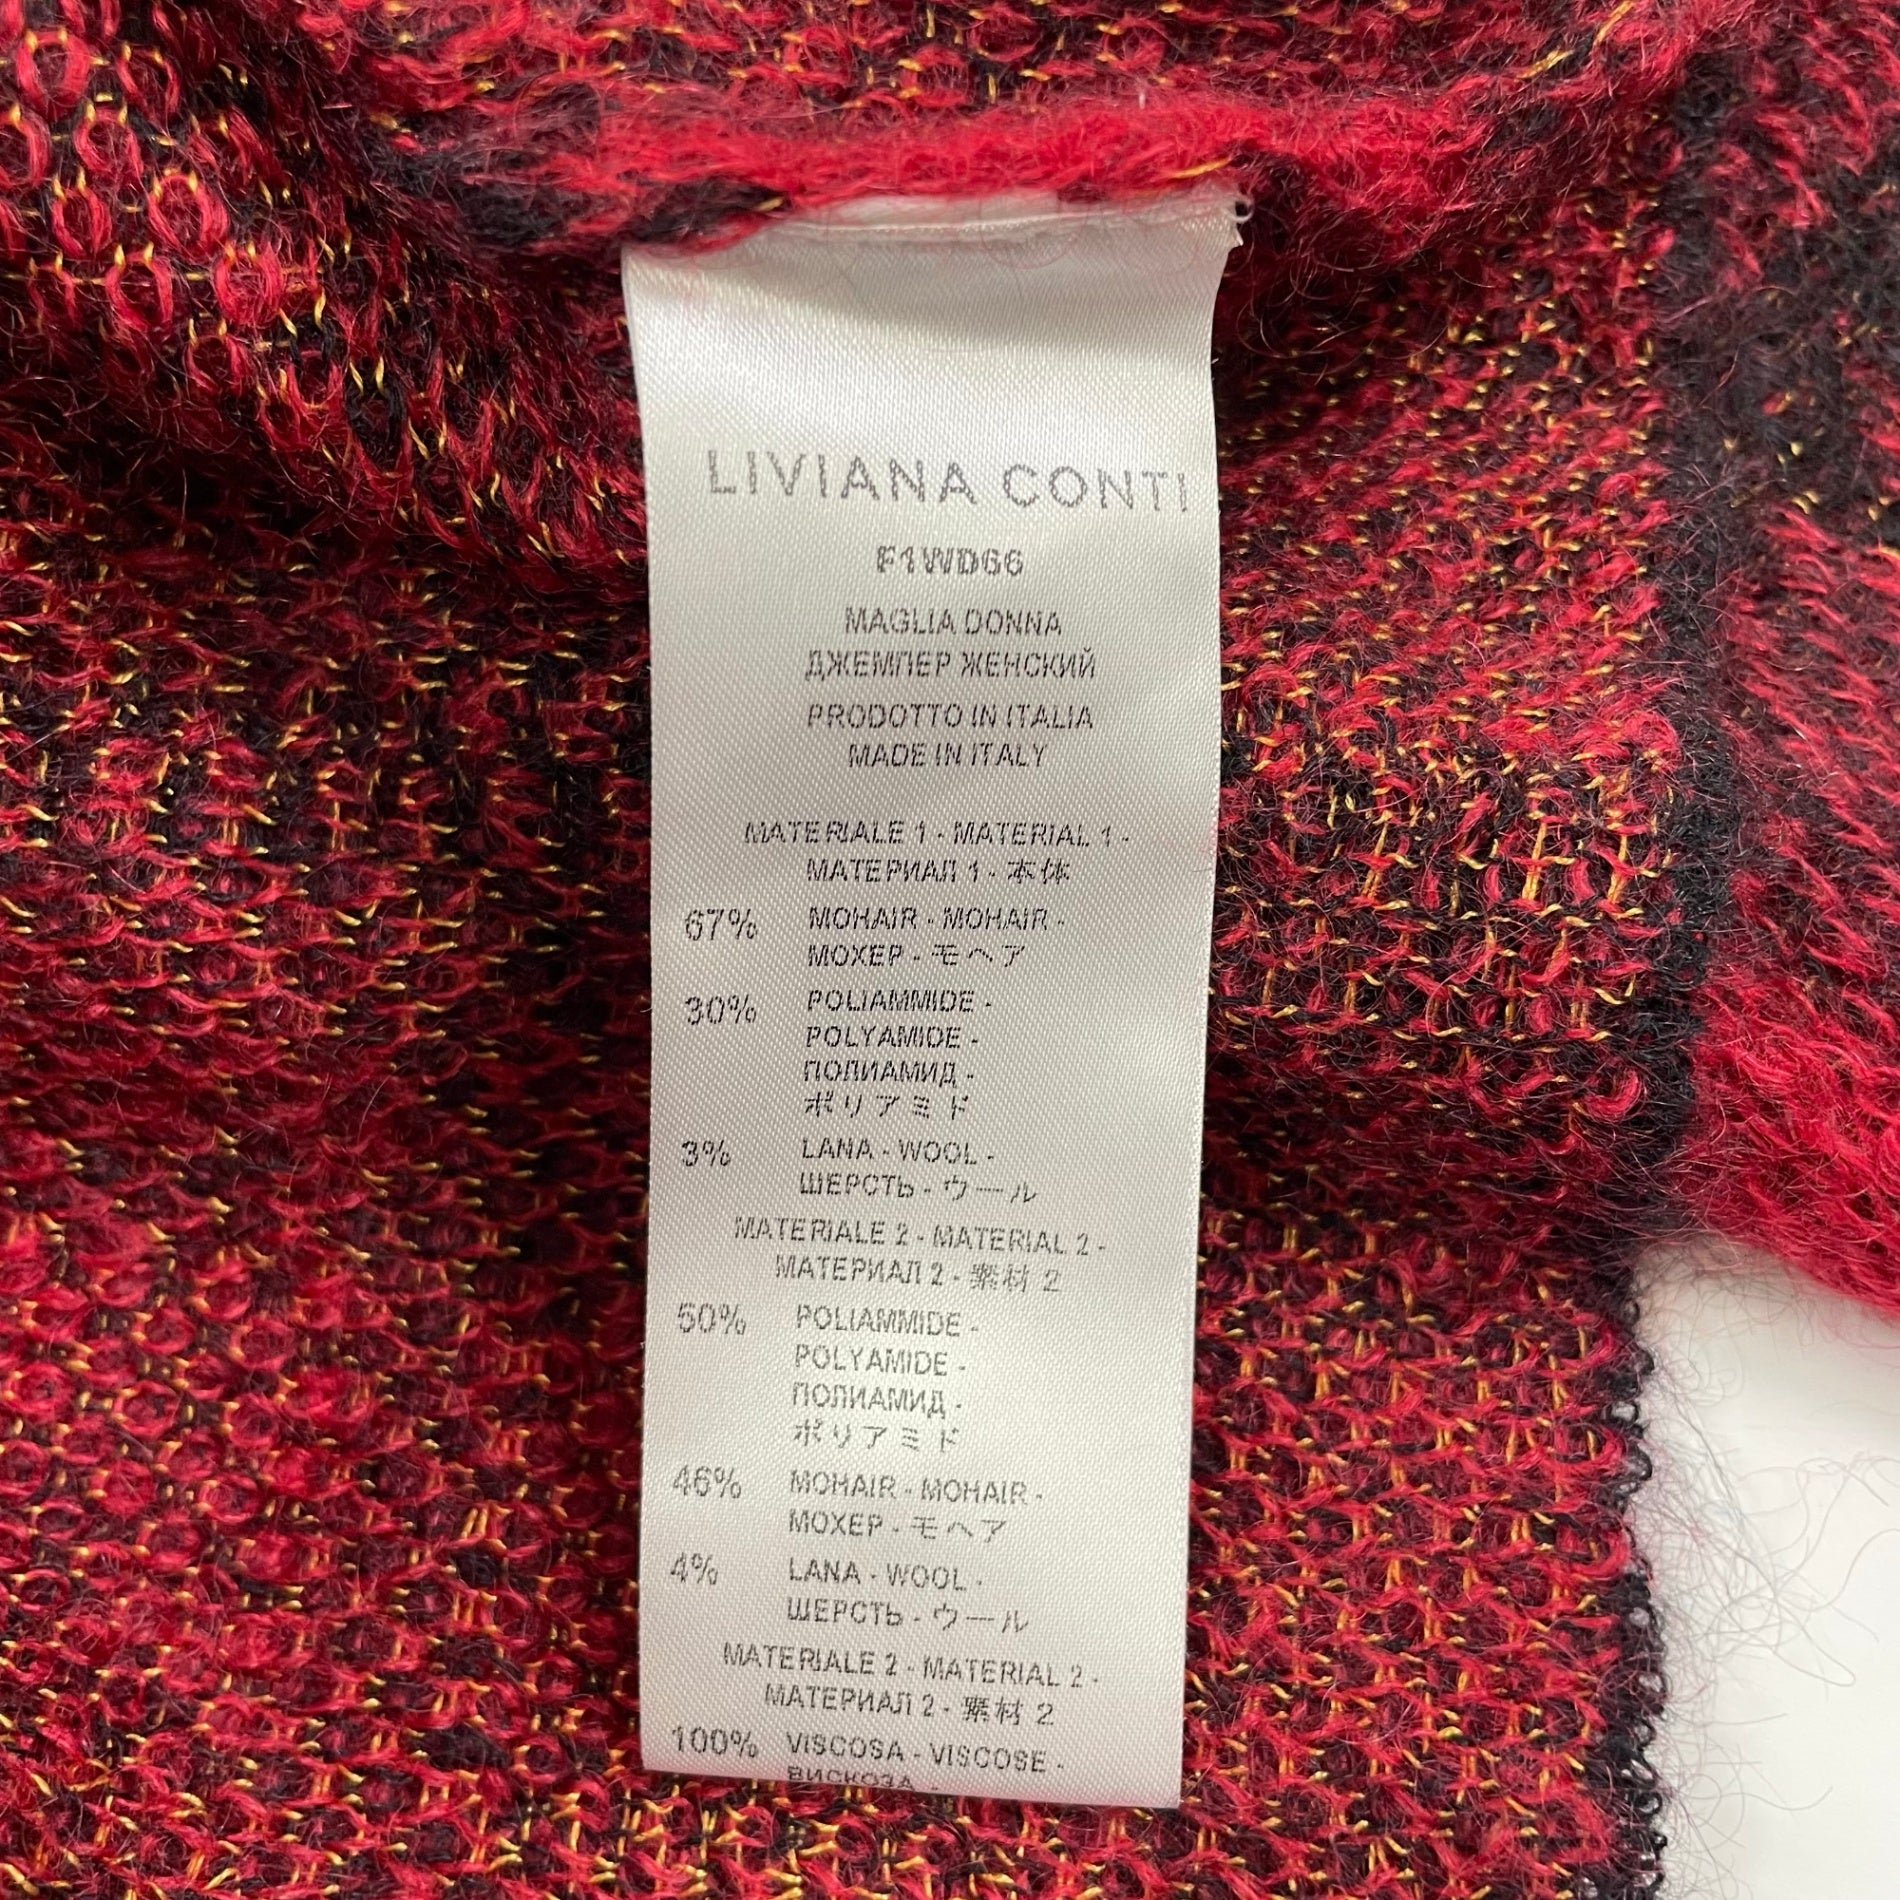 LIVIANA CONTI
F1WD66
MAGLIA DONNA
ДЖЕМПЕР ЖЕНСКИЙ
PRODOTTO IN ITALIA
MADE IN ITALY
MATERIALE 1 - MATERIAL 1 -
МАТЕРИАЛ 1 - 本体
67% MOHAIR - MOHAIR -
МОХЕР - モヘア
30% POLIAMMIDE -
POLYAMIDE -
ПОЛИАМИД -
ポリアミド
3% LANA - WOOL -
ШЕРСТЬ - ウール
MATERIALE 2 - MATERIAL 2 -
МАТЕРИАЛ 2 - 素材 2
50% POLIAMMIDE -
POLYAMIDE -
ПОЛИАМИД -
ポリアミド
46% MOHAIR - MOHAIR -
МОХЕР - モヘア
4% LANA - WOOL -
ШЕРСТЬ - ウール
MATERIALE 2 - MATERIAL 2 -
МАТЕРИАЛ 2 - 素材 2
100% VISCOSA - VISCOSE -
ВИСКОЗА -